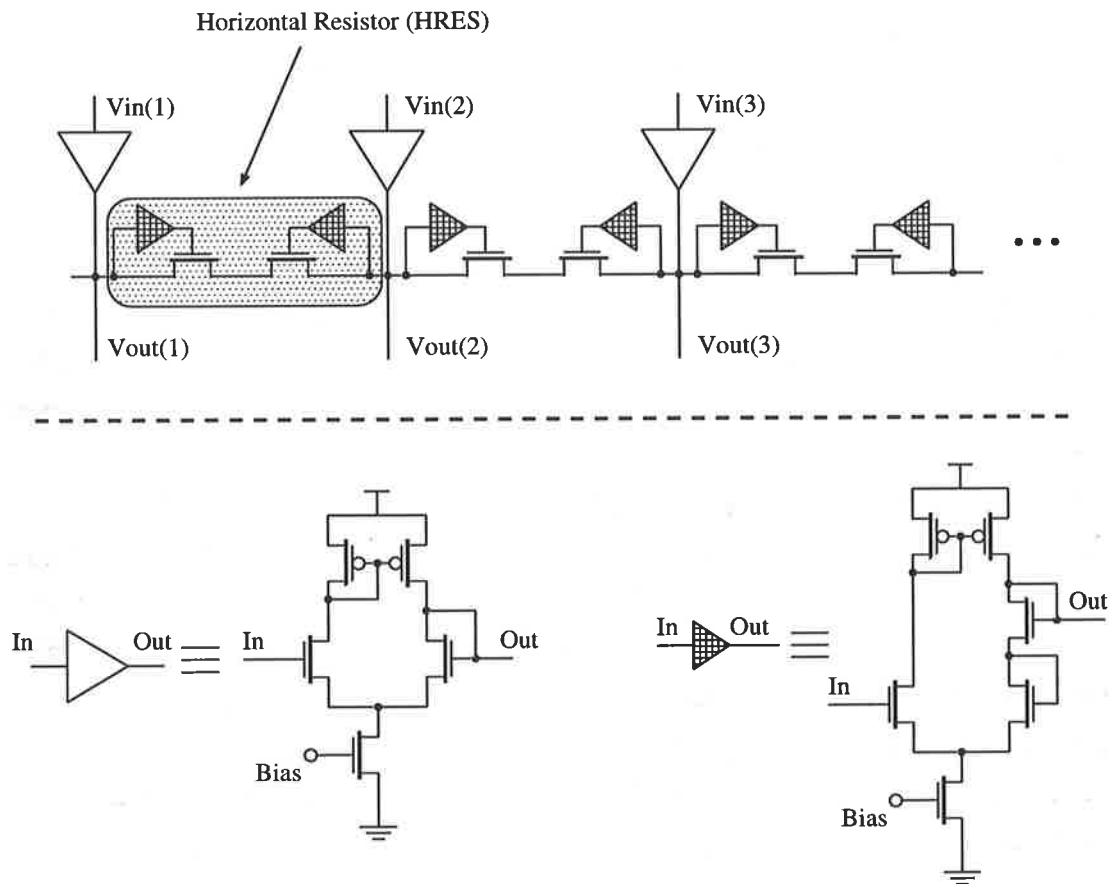 Horizontal Resistor (HRES)
Vin(1) Vin(2) Vin(3)
Vout(1) Vout(2) Vout(3)
In Out In Out
Bias
In Out Out
In
Bias